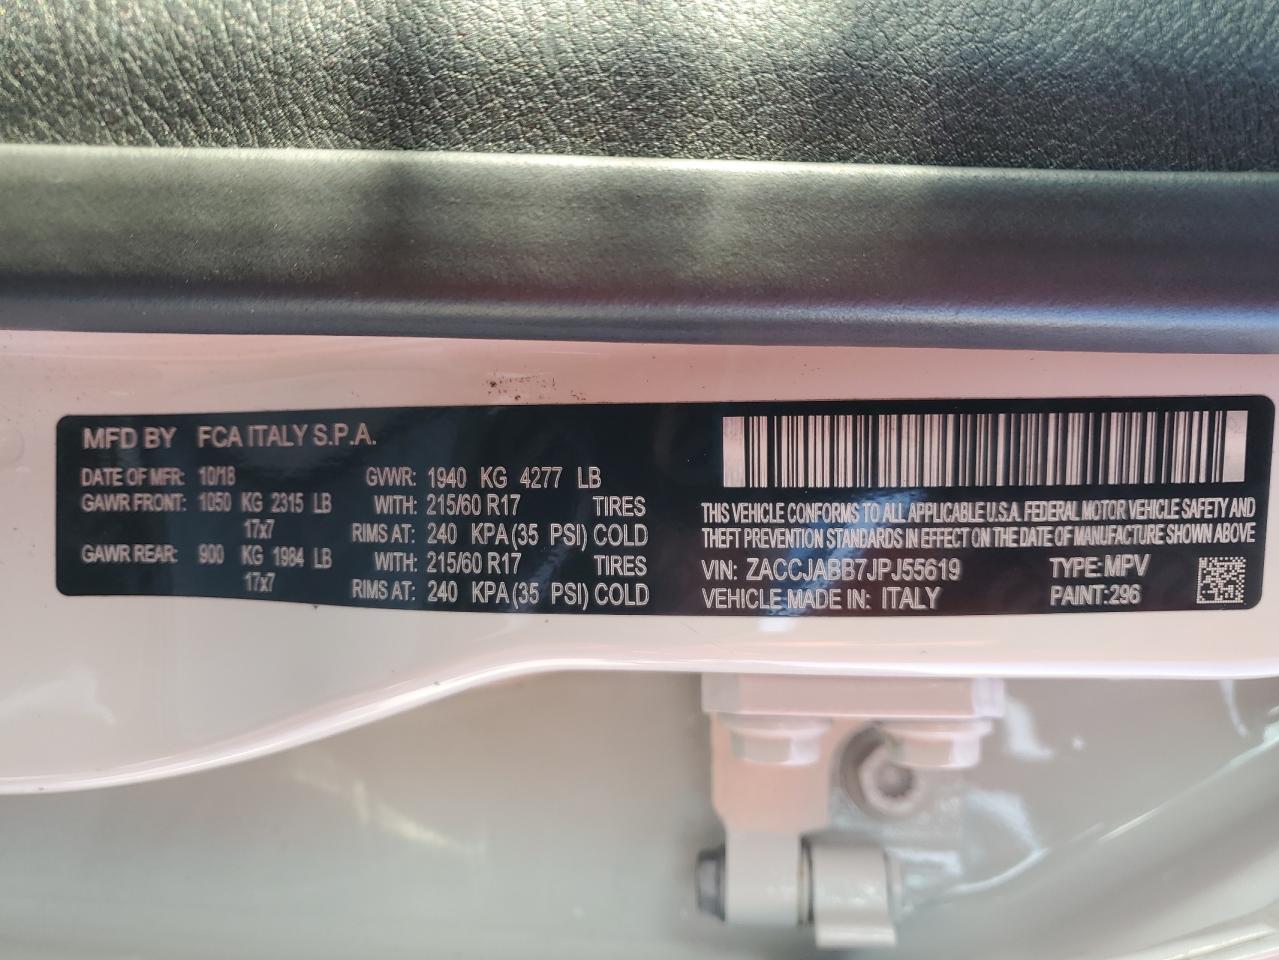 MFD BY FCA ITALY S.P.A.
DATE OF MFR: 10/18 GVWR: 1940 KG 4277 LB
GAWR FRONT: 1050 KG 2315 LB WITH: 215/60 R17 TIRES
17x7 RIMS AT: 240 KPA (35 PSI) COLD
GAWR REAR: 900 KG 1984 LB WITH: 215/60 R17 TIRES
17x7 RIMS AT: 240 KPA (35 PSI) COLD
THIS VEHICLE CONFORMS TO ALL APPLICABLE U.S.A. FEDERAL MOTOR VEHICLE SAFETY AND
THEFT PREVENTION STANDARDS IN EFFECT ON THE DATE OF MANUFACTURE SHOWN ABOVE
VIN: ZACCJABB7JPJ55619 TYPE: MPV
VEHICLE MADE IN: ITALY PAINT: 296